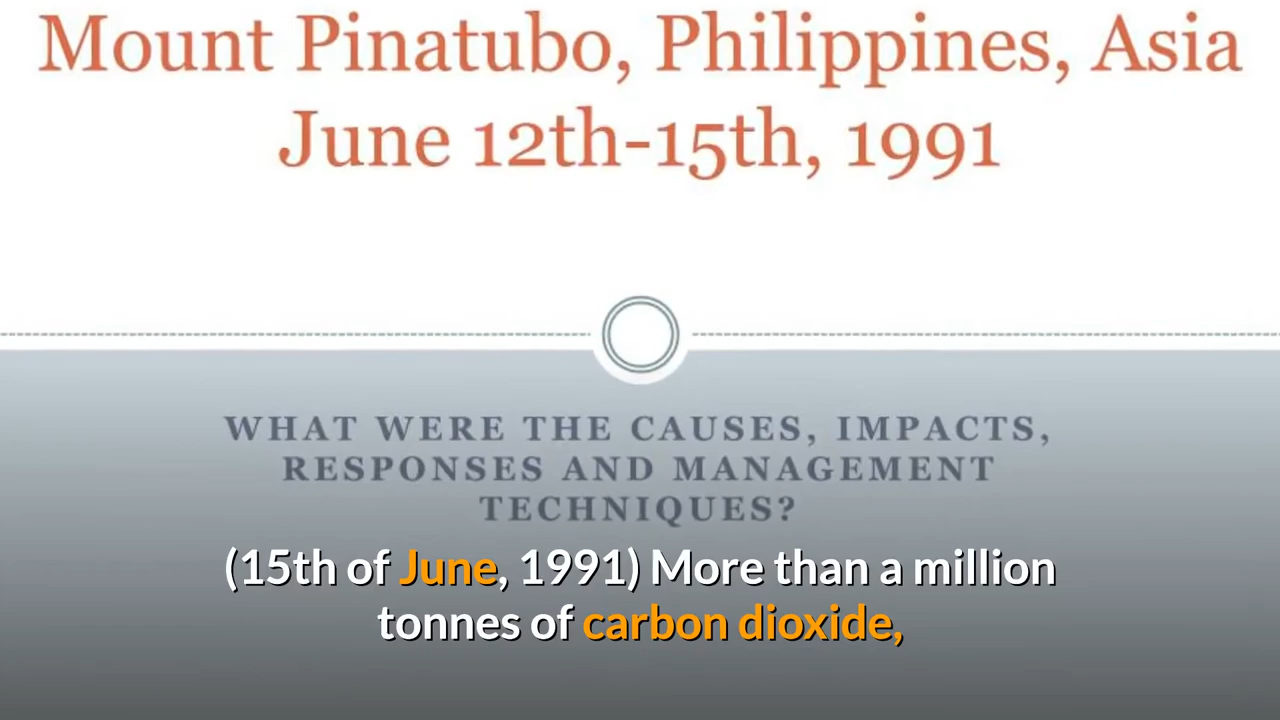 Mount Pinatubo, Philippines, Asia
June 12th-15th, 1991
WHAT WERE THE CAUSES, IMPACTS,
RESPONSES AND MANAGEMENT
TECHNIQUES?
(15th of June, 1991) More than a million
tonnes of carbon dioxide,